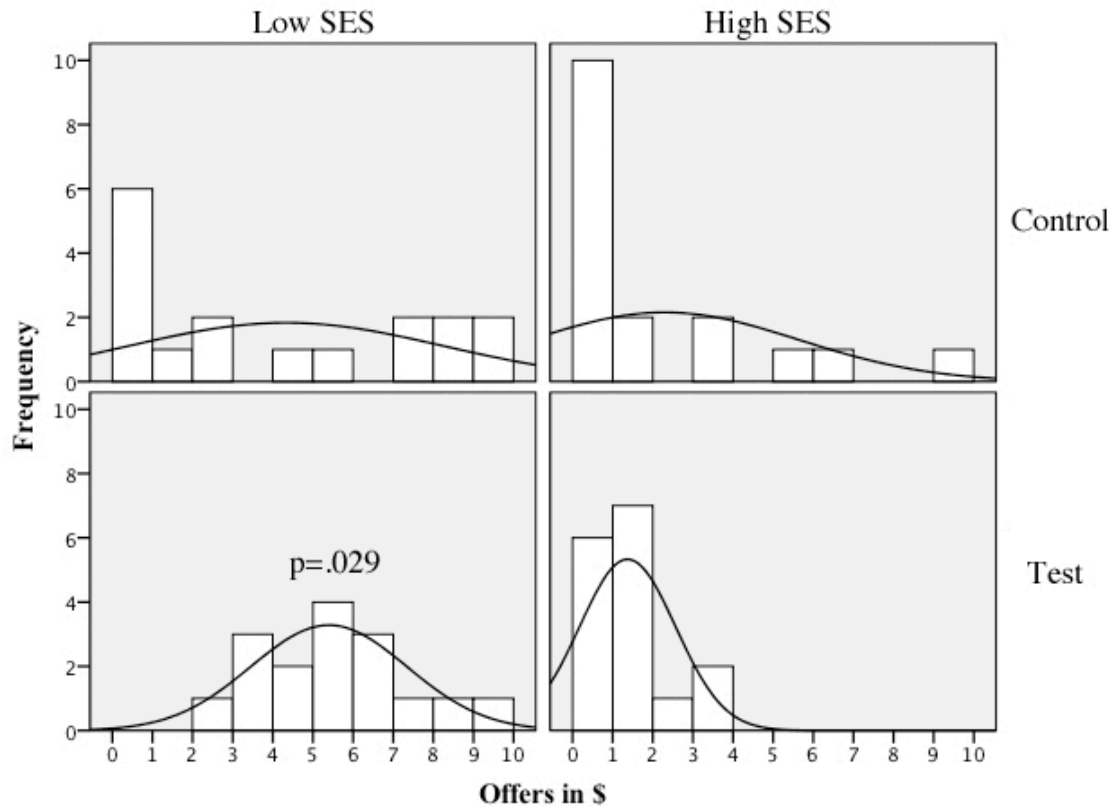 Low SES High SES
10
8
6
4
2
0
Control
Frequency
10
8
6
4
2
0
p=.029
Test
0 1 2 3 4 5 6 7 8 9 10 0 1 2 3 4 5 6 7 8 9 10
Offers in $